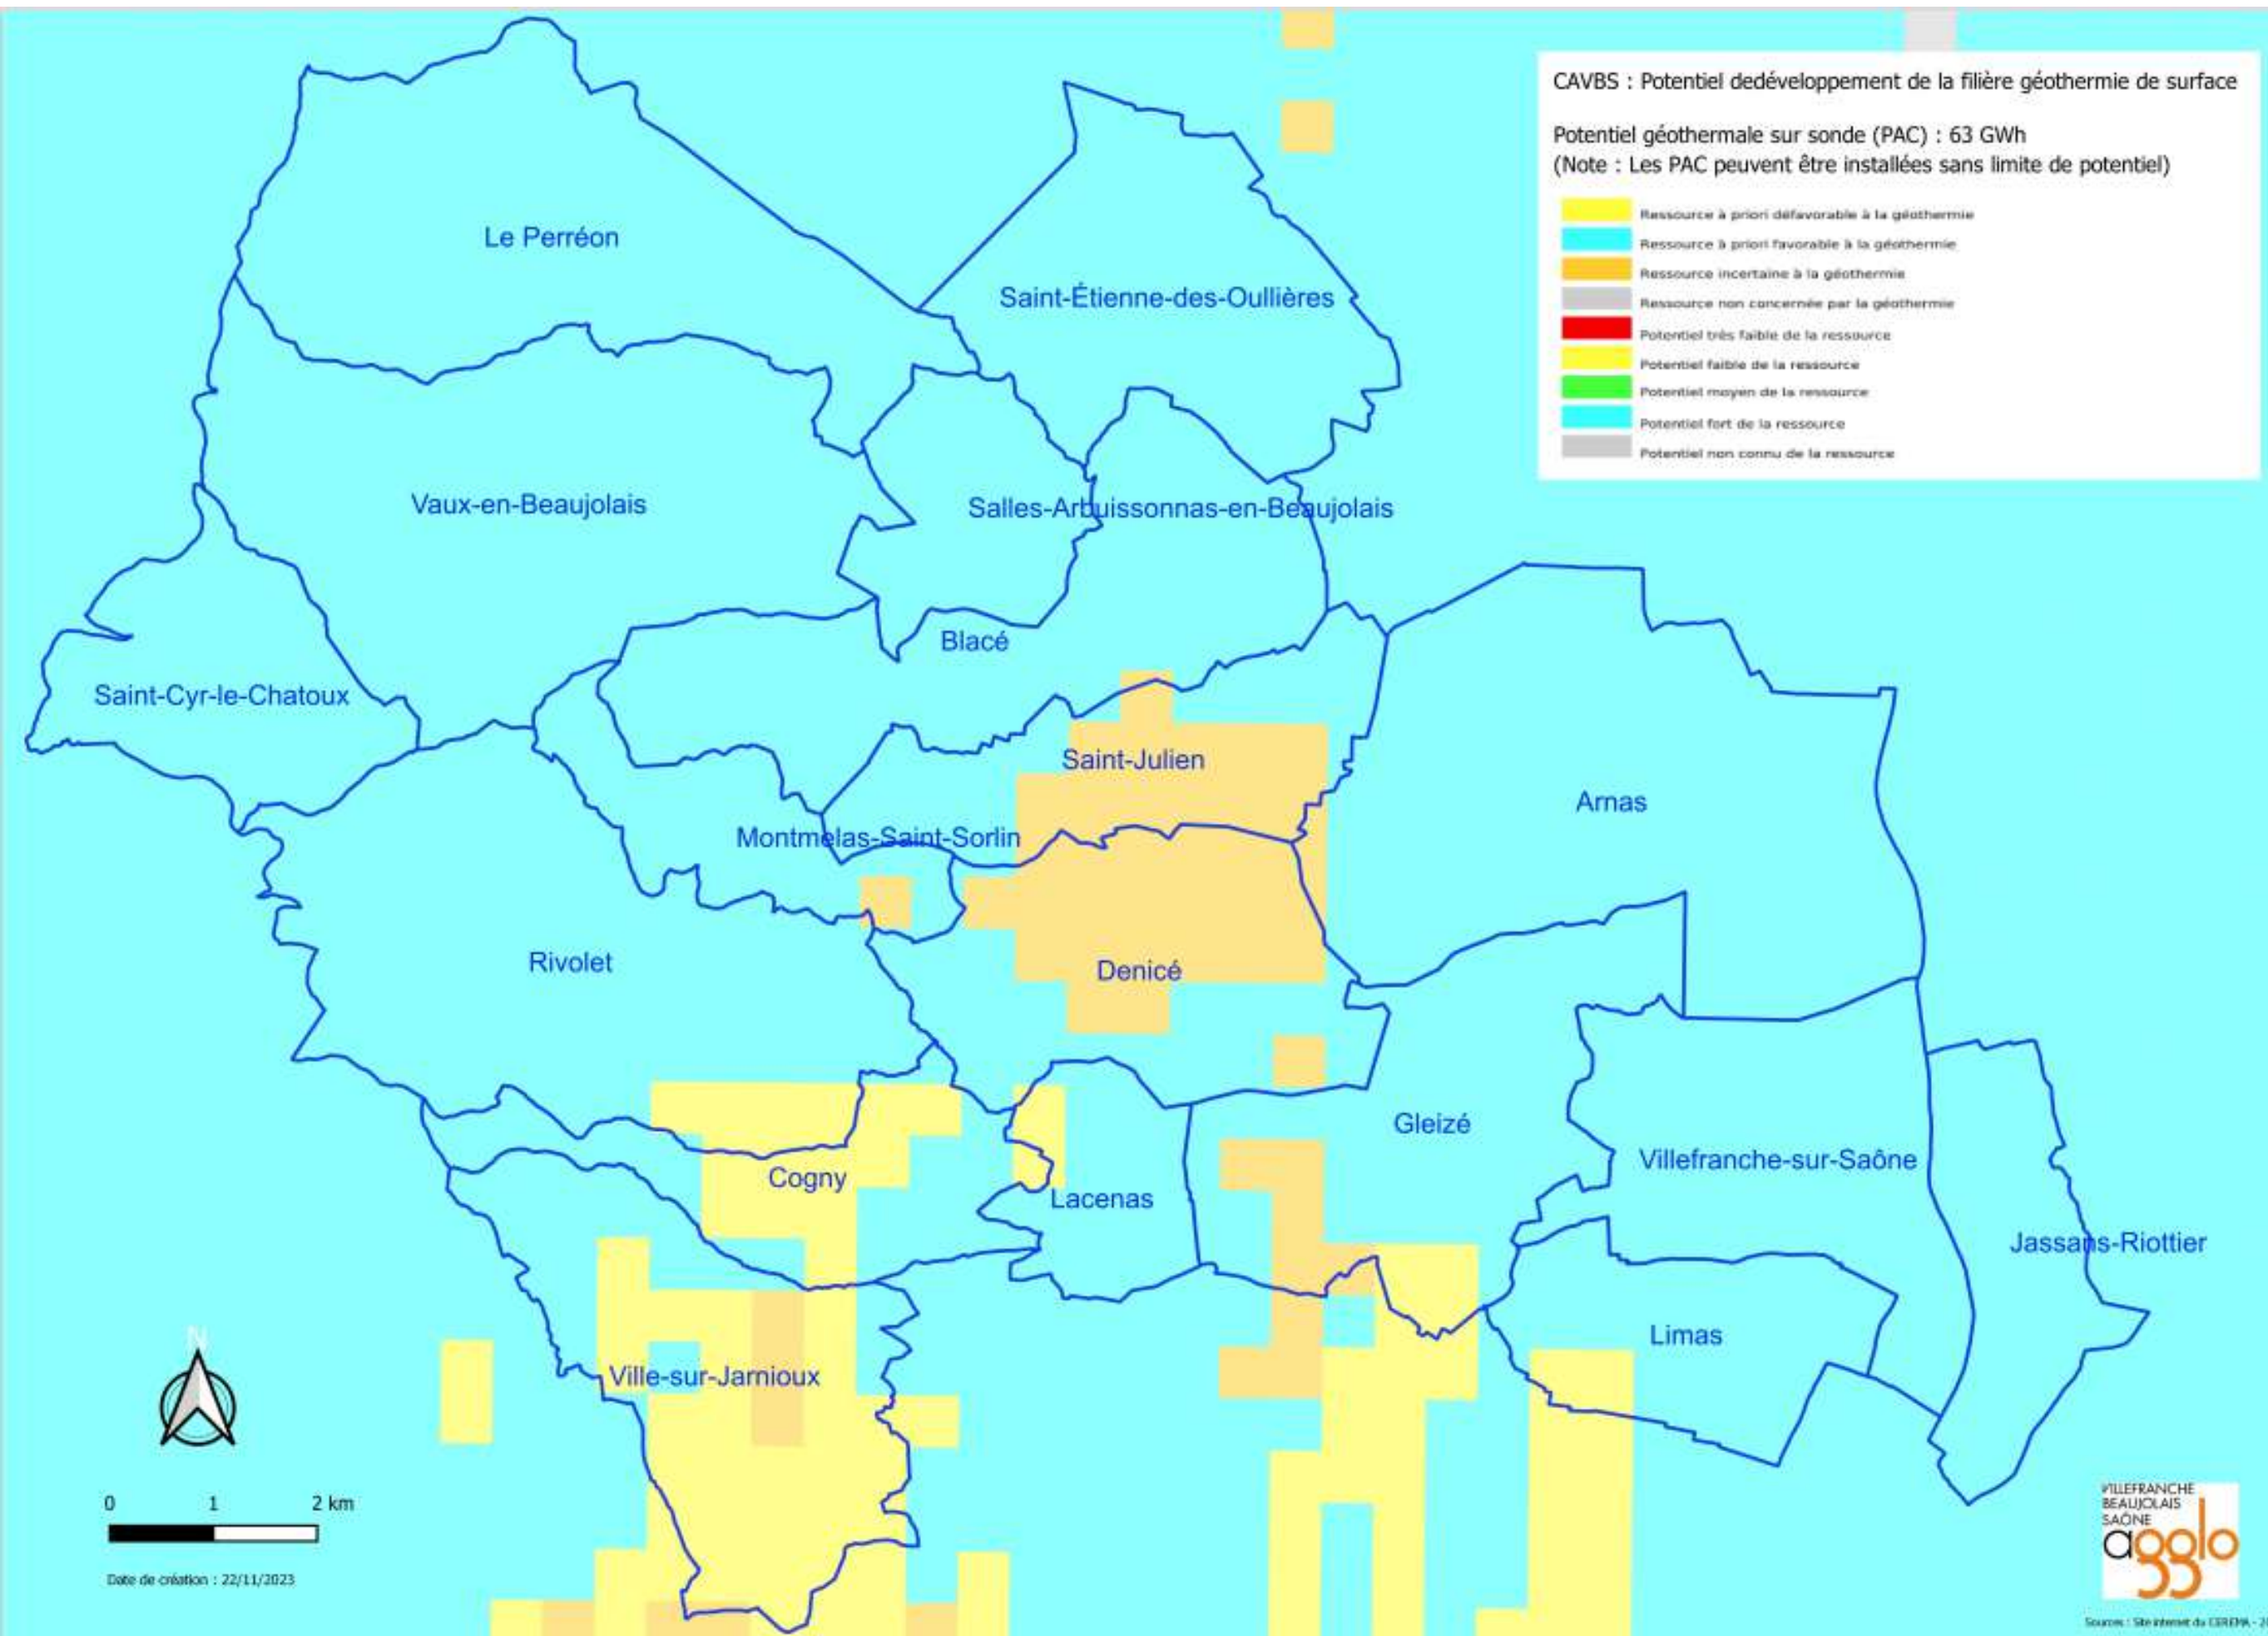 CAVBS : Potentiel dedéveloppement de la filière géothermie de surface
Potentiel géothermale sur sonde (PAC) : 63 GWh
(Note : Les PAC peuvent être installées sans limite de potentiel)
Ressource à priori défavorable à la géothermie
Ressource à priori favorable à la géothermie
Ressource incertaine à la géothermie
Ressource non concernée par la géothermie
Potentiel très faible de la ressource
Potentiel faible de la ressource
Potentiel moyen de la ressource
Potentiel fort de la ressource
Potentiel non connu de la ressource
Le Perréon
Saint-Étienne-des-Oullières
Vaux-en-Beaujolais
Salles-Arbuissonnas-en-Beaujolais
Blacé
Saint-Cyr-le-Chatoux
Saint-Julien
Arnas
Montmelas-Saint-Sorlin
Rivolet
Denicé
Gleizé
Villefranche-sur-Saône
Cogny
Lacenas
Jassans-Riottier
Limas
Ville-sur-Jarnioux
N
0 1 2 km
Date de création : 22/11/2023
VILLEFRANCHE
BEAUJOLAIS
SAÔNE
agglo
Sources : Site internet du CEREMA -